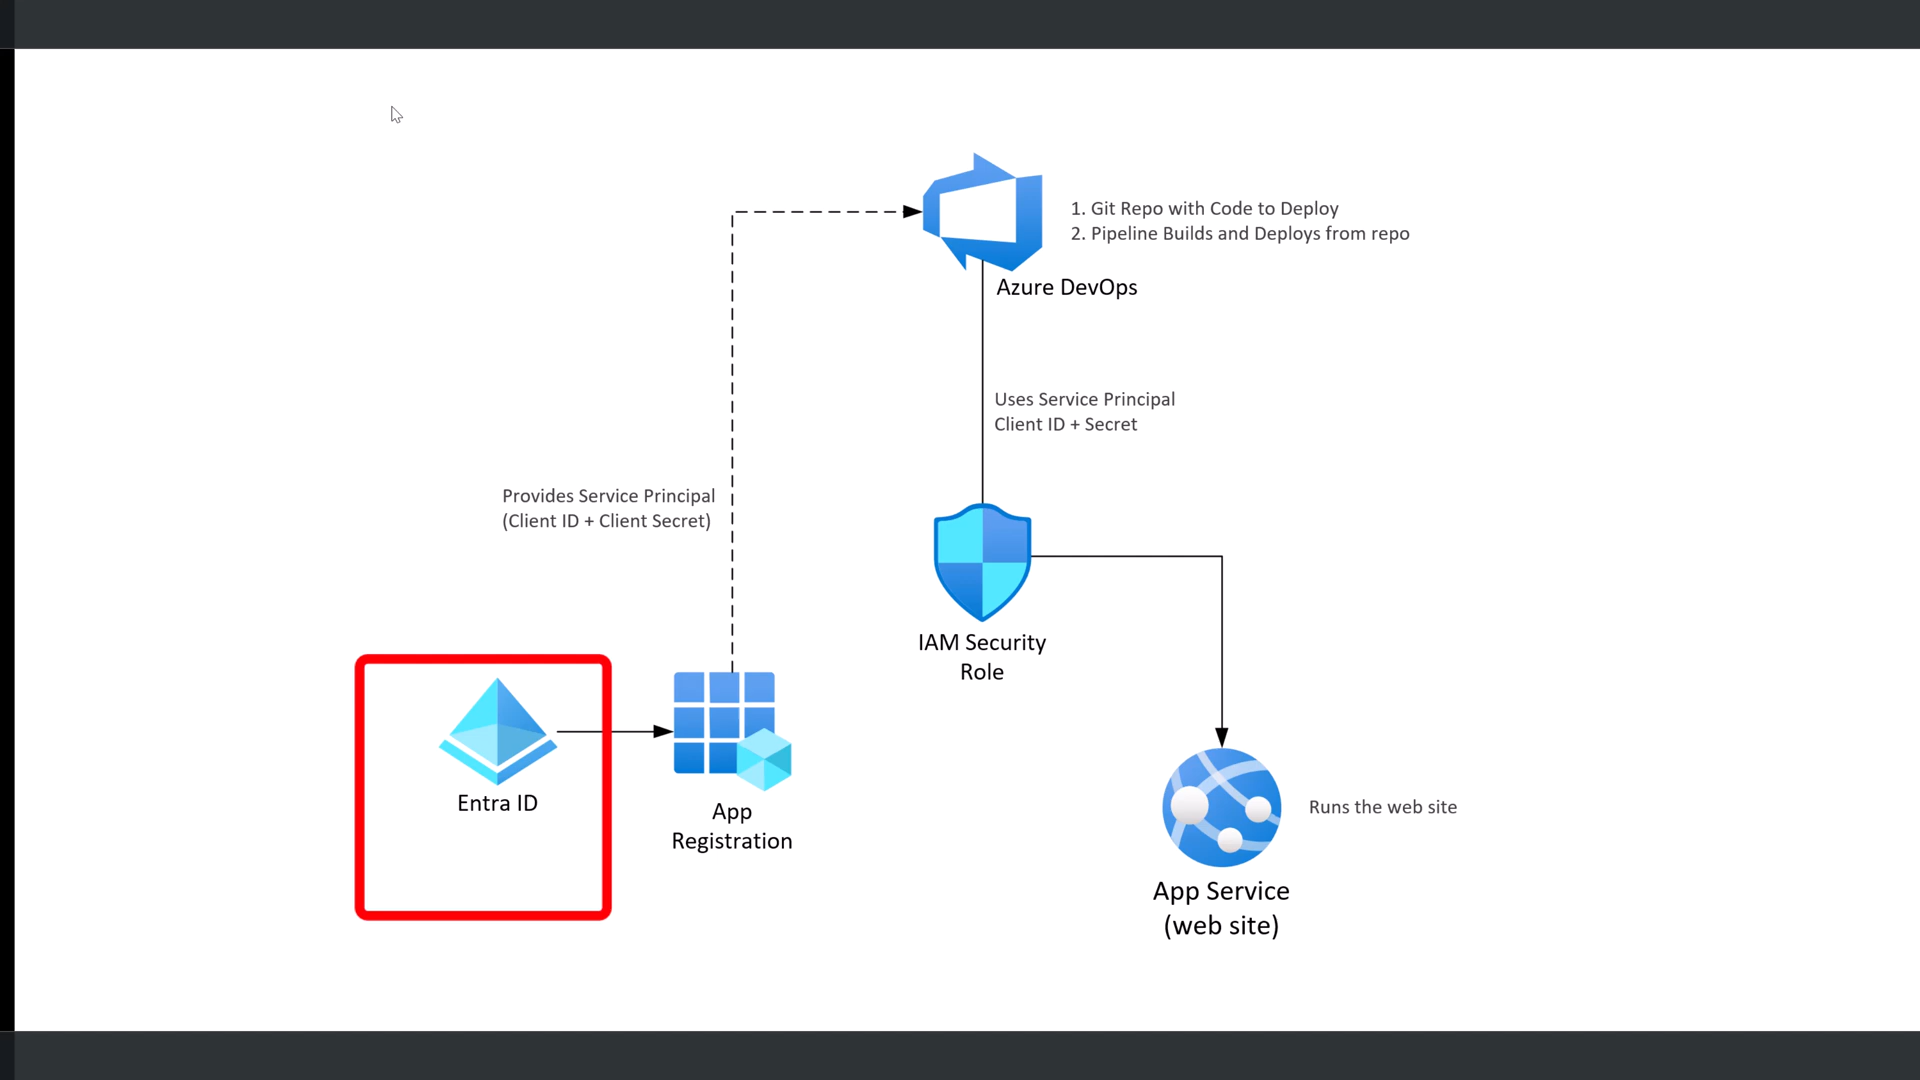 1. Git Repo with Code to Deploy
2. Pipeline Builds and Deploys from repo
Azure DevOps
Uses Service Principal
Client ID + Secret
Provides Service Principal
(Client ID + Client Secret)
IAM Security
Role
Entra ID
App
Registration
Runs the web site
App Service
(web site)